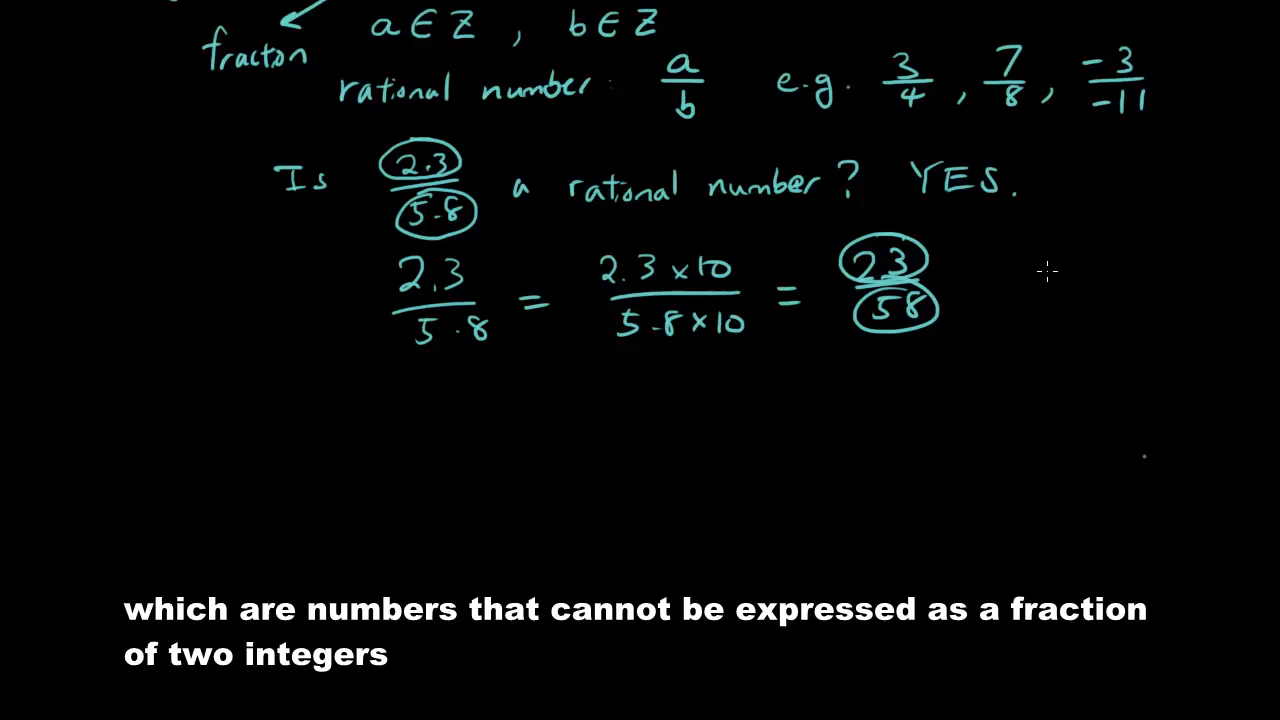 a ∈ Z , b ∈ Z
fracton
rational number : a/b e.g. 3/4 , 7/8 , -3/-11
Is 2.3/5.8 a rational number? YES.
2.3/5.8 = 2.3 × 10/5.8 × 10 = 23/58
which are numbers that cannot be expressed as a fraction
of two integers